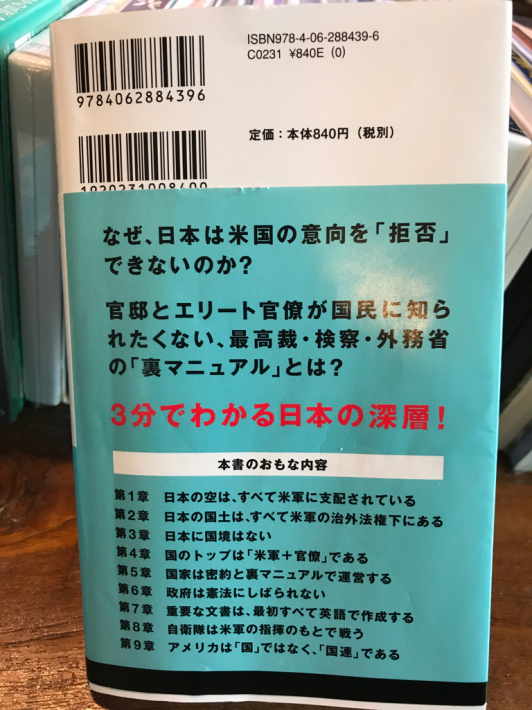 ISBN978-4-06-288439-6
C0231 ¥840E (0)
9784062884396
定価：本体840円（税別）
1920231008400
なぜ、日本は米国の意向を「拒否」
できないのか？
官邸とエリート官僚が国民に知ら
れたくない、最高裁・検察・外務省
の「裏マニュアル」とは？
3分でわかる日本の深層！
本書のおもな内容
第1章 日本の空は、すべて米軍に支配されている
第2章 日本の国土は、すべて米軍の治外法権下にある
第3章 日本に国境はない
第4章 国のトップは「米軍＋官僚」である
第5章 国家は密約と裏マニュアルで運営する
第6章 政府は憲法にしばられない
第7章 重要な文書は、最初すべて英語で作成する
第8章 自衛隊は米軍の指揮のもとで戦う
第9章 アメリカは「国」ではなく、「国連」である